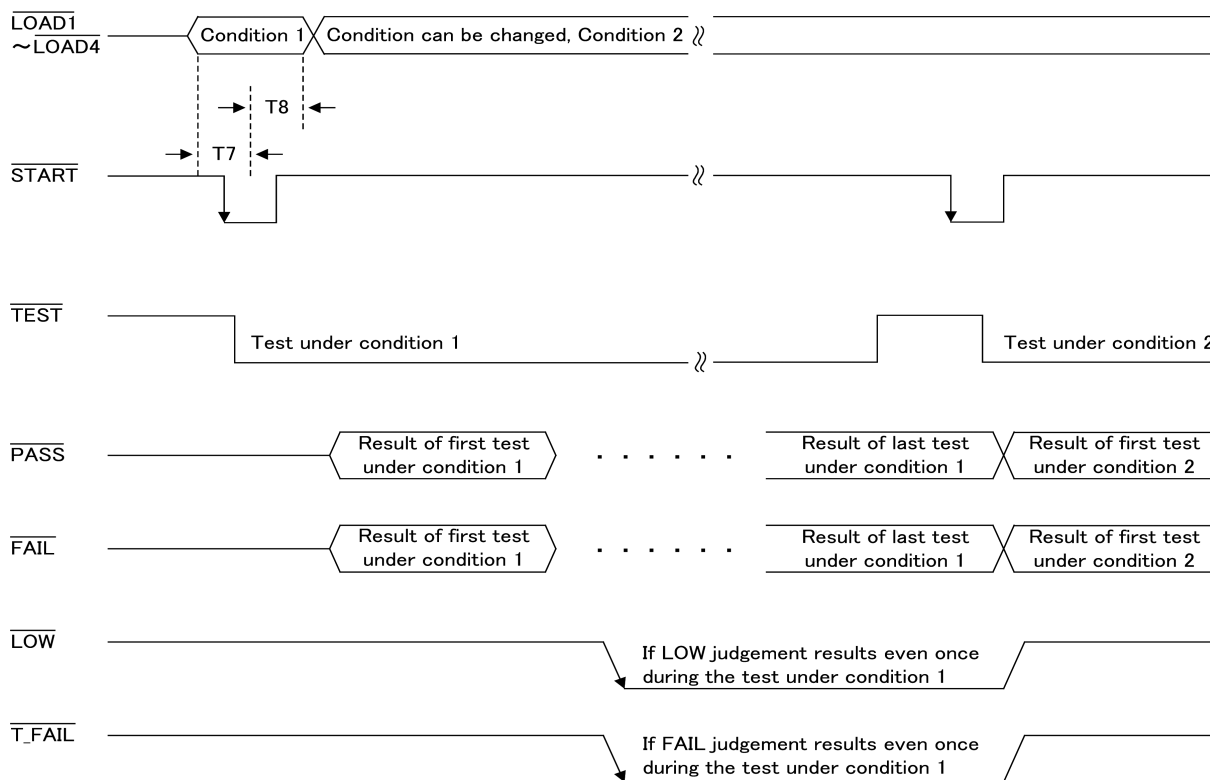 LOAD1
~LOAD4
Condition 1
Condition can be changed, Condition 2
T8
T7
START
TEST
Test under condition 1
Test under condition 2
PASS
Result of first test
under condition 1
Result of last test
under condition 1
Result of first test
under condition 2
FAIL
Result of first test
under condition 1
Result of last test
under condition 1
Result of first test
under condition 2
LOW
If LOW judgement results even once
during the test under condition 1
T_FAIL
If FAIL judgement results even once
during the test under condition 1